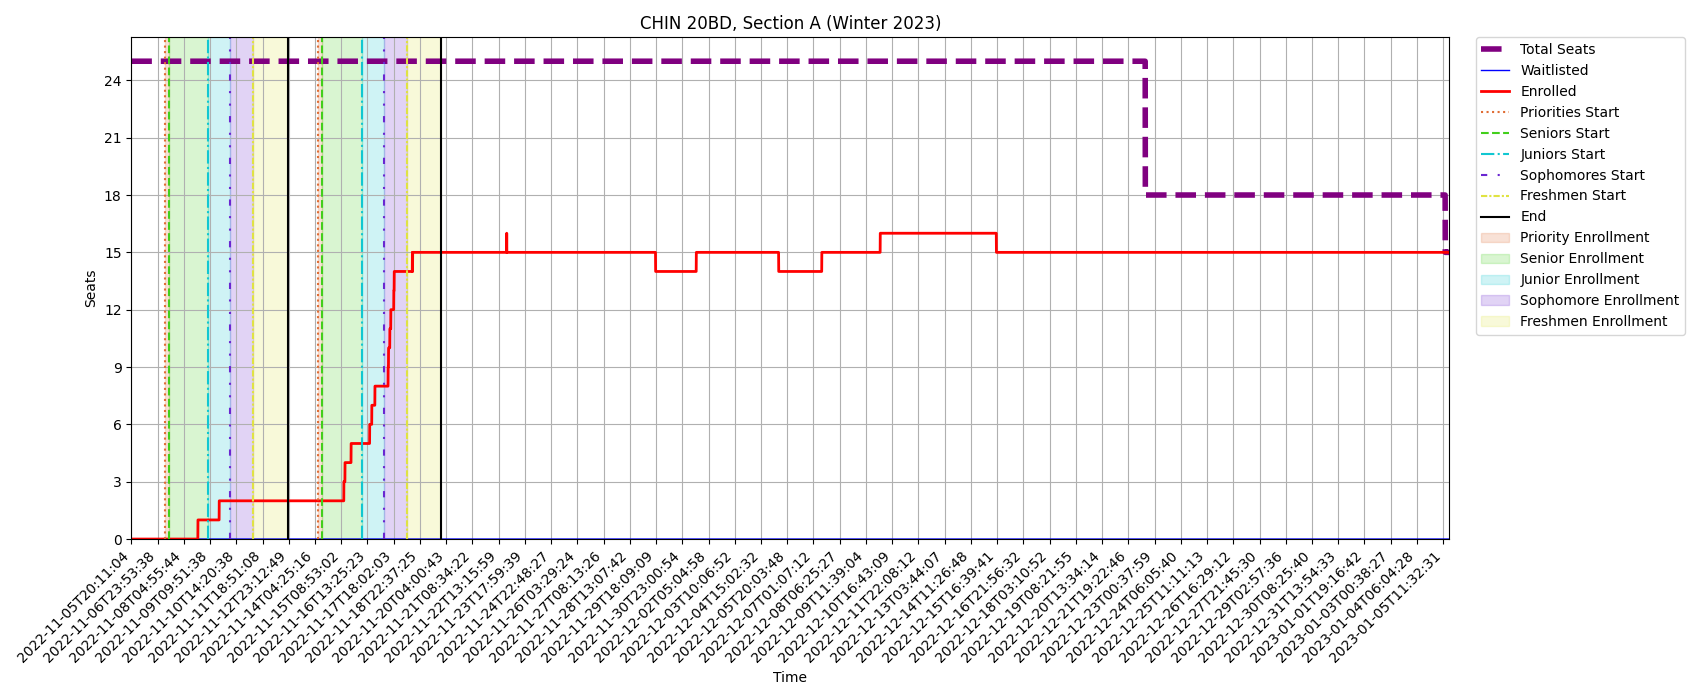 CHIN 20BD, Section A (Winter 2023)
Seats
24
21
18
15
12
9
6
3
0
2022-11-05T20:11:04
2022-11-06T23:53:38
2022-11-08T04:55:44
2022-11-09T09:51:38
2022-11-10T14:20:38
2022-11-11T18:51:08
2022-11-12T23:12:49
2022-11-14T04:25:16
2022-11-15T08:53:02
2022-11-16T13:25:23
2022-11-17T18:02:03
2022-11-18T22:37:25
2022-11-20T04:00:43
2022-11-21T08:34:22
2022-11-22T13:15:59
2022-11-23T17:59:39
2022-11-24T22:48:27
2022-11-26T03:29:24
2022-11-27T08:13:26
2022-11-28T13:07:42
2022-11-29T18:09:09
2022-11-30T23:00:54
2022-12-02T05:04:58
2022-12-03T10:06:52
2022-12-04T15:02:32
2022-12-05T20:03:48
2022-12-07T01:07:12
2022-12-08T06:25:27
2022-12-09T11:39:04
2022-12-10T16:43:09
2022-12-11T22:08:12
2022-12-13T03:44:07
2022-12-14T11:26:48
2022-12-15T16:39:41
2022-12-16T21:56:32
2022-12-18T03:10:52
2022-12-19T08:21:55
2022-12-20T13:34:14
2022-12-21T19:22:46
2022-12-23T00:37:59
2022-12-24T06:05:40
2022-12-25T11:11:13
2022-12-26T16:29:12
2022-12-27T21:45:30
2022-12-29T02:57:36
2022-12-30T08:25:40
2022-12-31T13:54:33
2023-01-01T19:16:42
2023-01-03T00:38:27
2023-01-04T06:04:28
2023-01-05T11:32:31
Time
Total Seats
Waitlisted
Enrolled
Priorities Start
Seniors Start
Juniors Start
Sophomores Start
Freshmen Start
End
Priority Enrollment
Senior Enrollment
Junior Enrollment
Sophomore Enrollment
Freshmen Enrollment